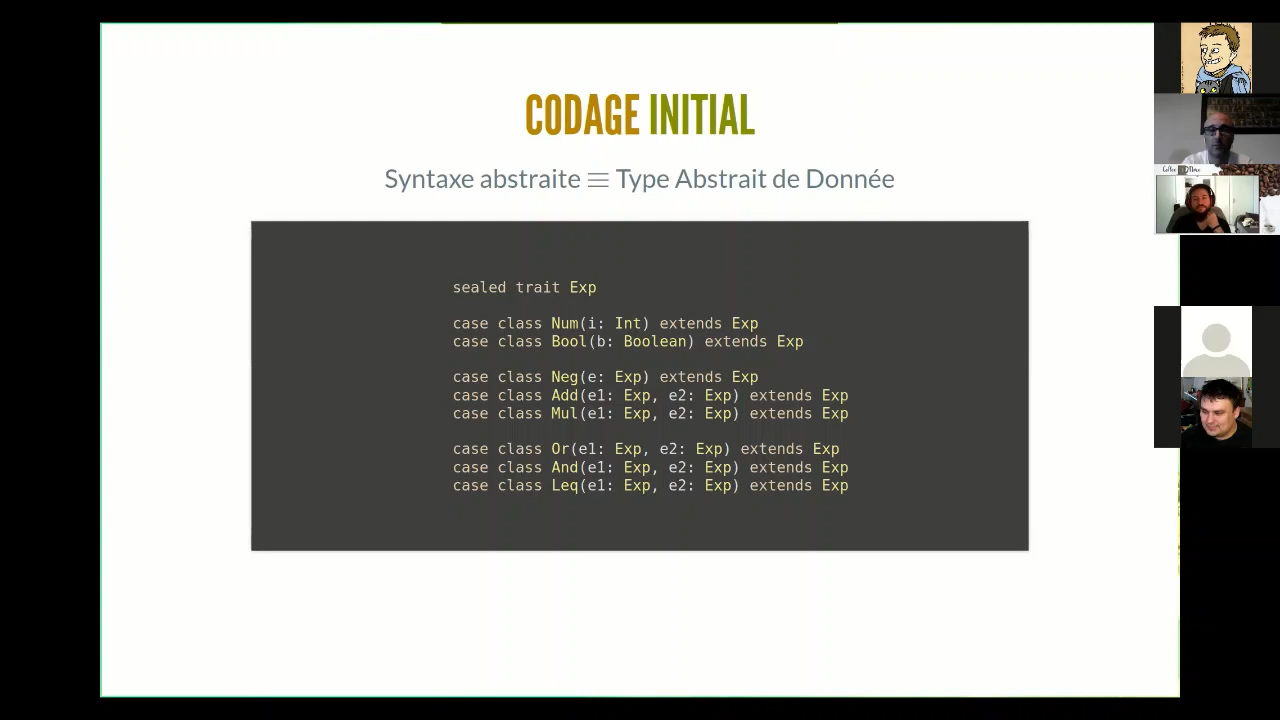 CODAGE INITIAL
Syntaxe abstraite ≡ Type Abstrait de Donnée
sealed trait Exp
case class Num(i: Int) extends Exp
case class Bool(b: Boolean) extends Exp
case class Neg(e: Exp) extends Exp
case class Add(e1: Exp, e2: Exp) extends Exp
case class Mul(e1: Exp, e2: Exp) extends Exp
case class Or(e1: Exp, e2: Exp) extends Exp
case class And(e1: Exp, e2: Exp) extends Exp
case class Leq(e1: Exp, e2: Exp) extends Exp